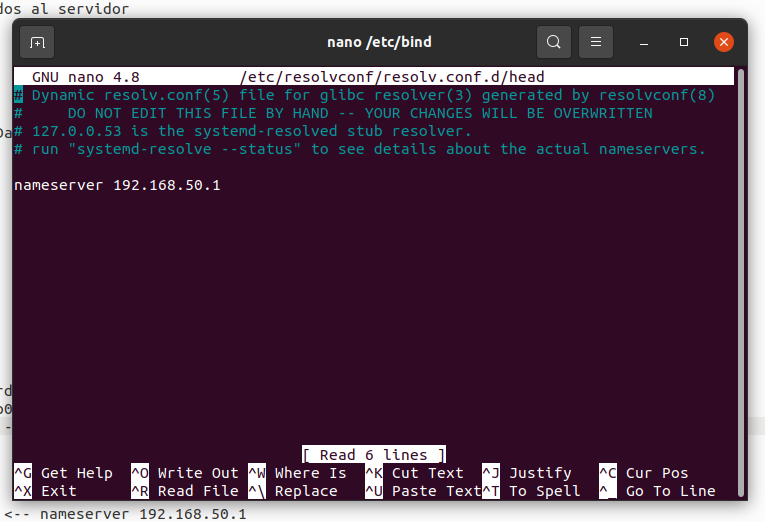 dos al servidor
nano /etc/bind
GNU nano 4.8 /etc/resolvconf/resolv.conf.d/head
# Dynamic resolv.conf(5) file for glibc resolver(3) generated by resolvconf(8)
# DO NOT EDIT THIS FILE BY HAND -- YOUR CHANGES WILL BE OVERWRITTEN
# 127.0.0.53 is the systemd-resolved stub resolver.
# run "systemd-resolve --status" to see details about the actual nameservers.
nameserver 192.168.50.1
[ Read 6 lines ]
^G Get Help ^O Write Out ^W Where Is ^K Cut Text ^J Justify ^C Cur Pos
^X Exit ^R Read File ^\ Replace ^U Paste Text ^T To Spell ^_ Go To Line
<-- nameserver 192.168.50.1